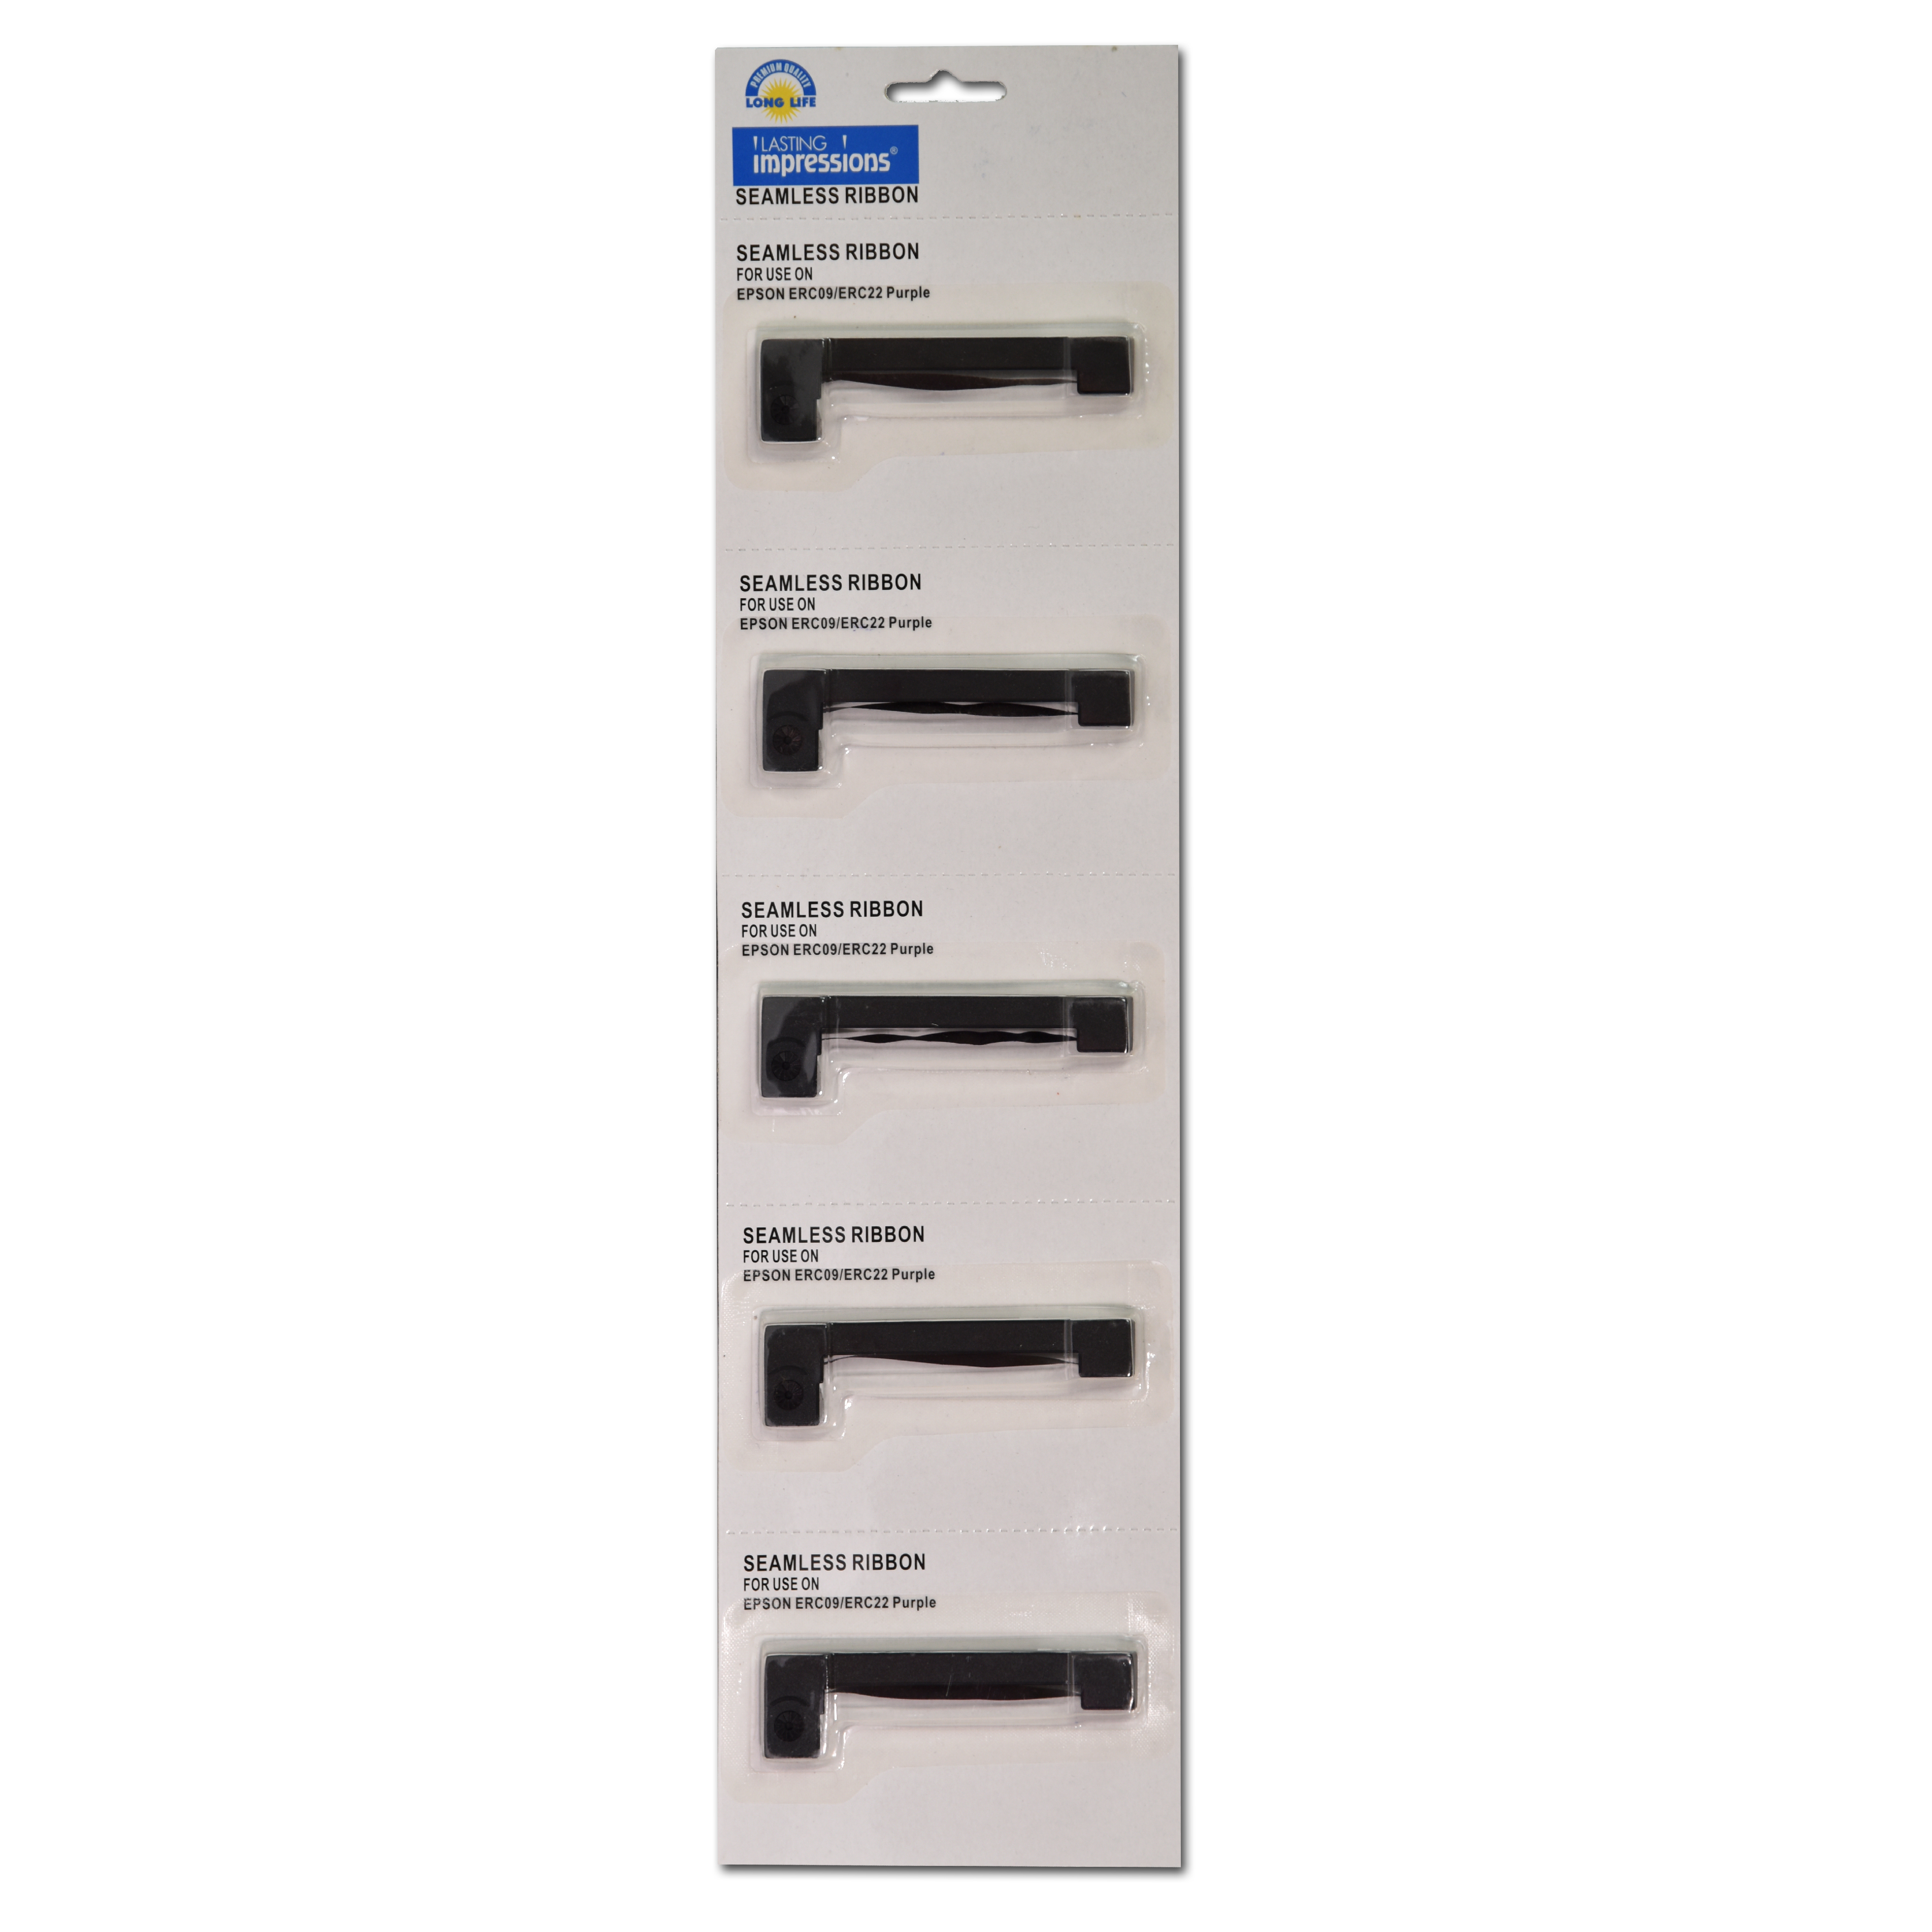 PREMIUM QUALITY
LONG LIFE
LASTING
impressions®
SEAMLESS RIBBON
SEAMLESS RIBBON
FOR USE ON
EPSON ERC09/ERC22 Purple
SEAMLESS RIBBON
FOR USE ON
EPSON ERC09/ERC22 Purple
SEAMLESS RIBBON
FOR USE ON
EPSON ERC09/ERC22 Purple
SEAMLESS RIBBON
FOR USE ON
EPSON ERC09/ERC22 Purple
SEAMLESS RIBBON
FOR USE ON
EPSON ERC09/ERC22 Purple